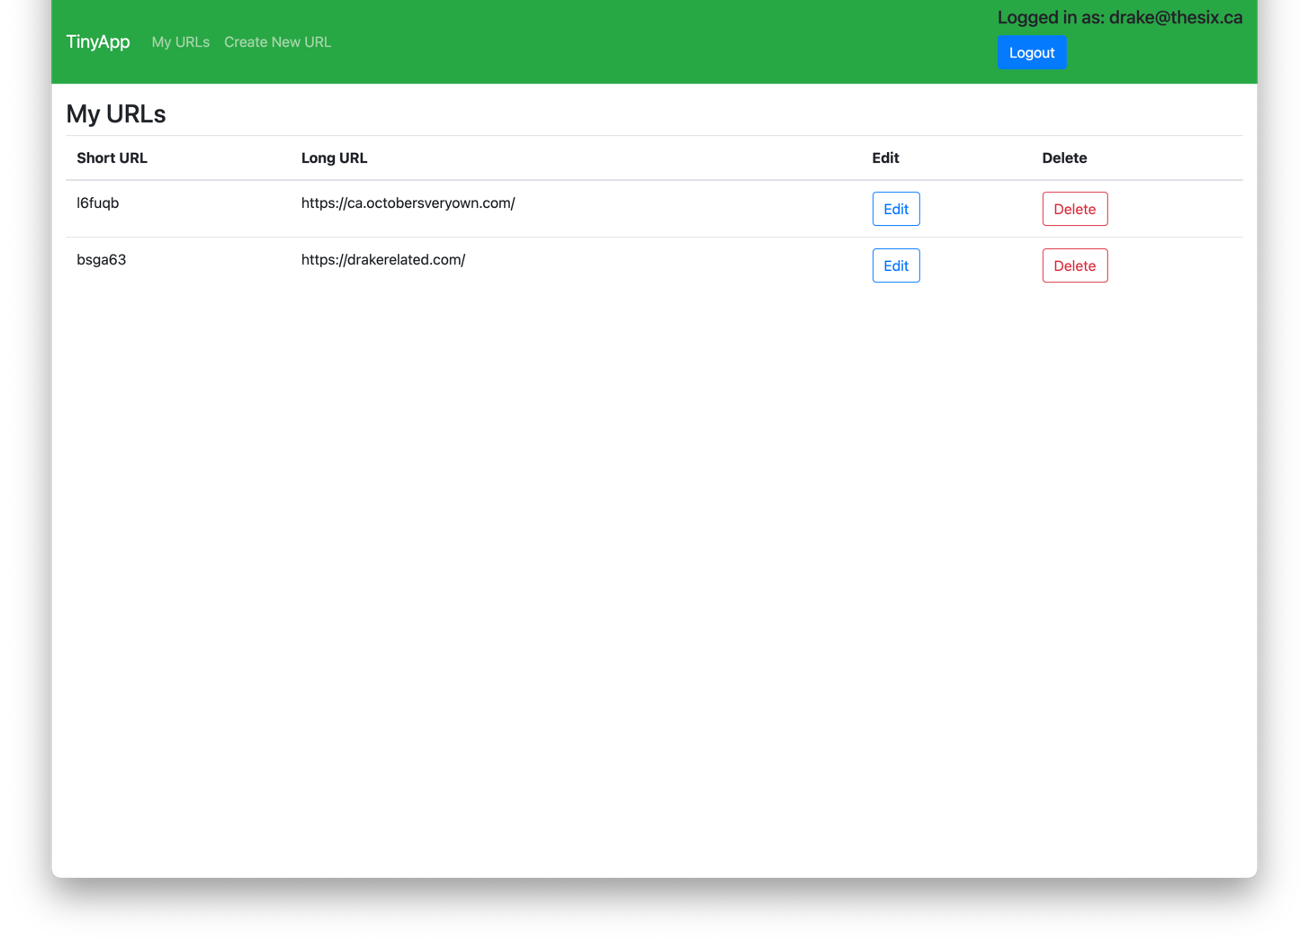 Logged in as: drake@thesix.ca
TinyApp My URLs Create New URL
Logout
My URLs
Short URL Long URL Edit Delete
l6fuqb https://ca.octobersveryown.com/ Edit Delete
bsga63 https://drakerelated.com/ Edit Delete